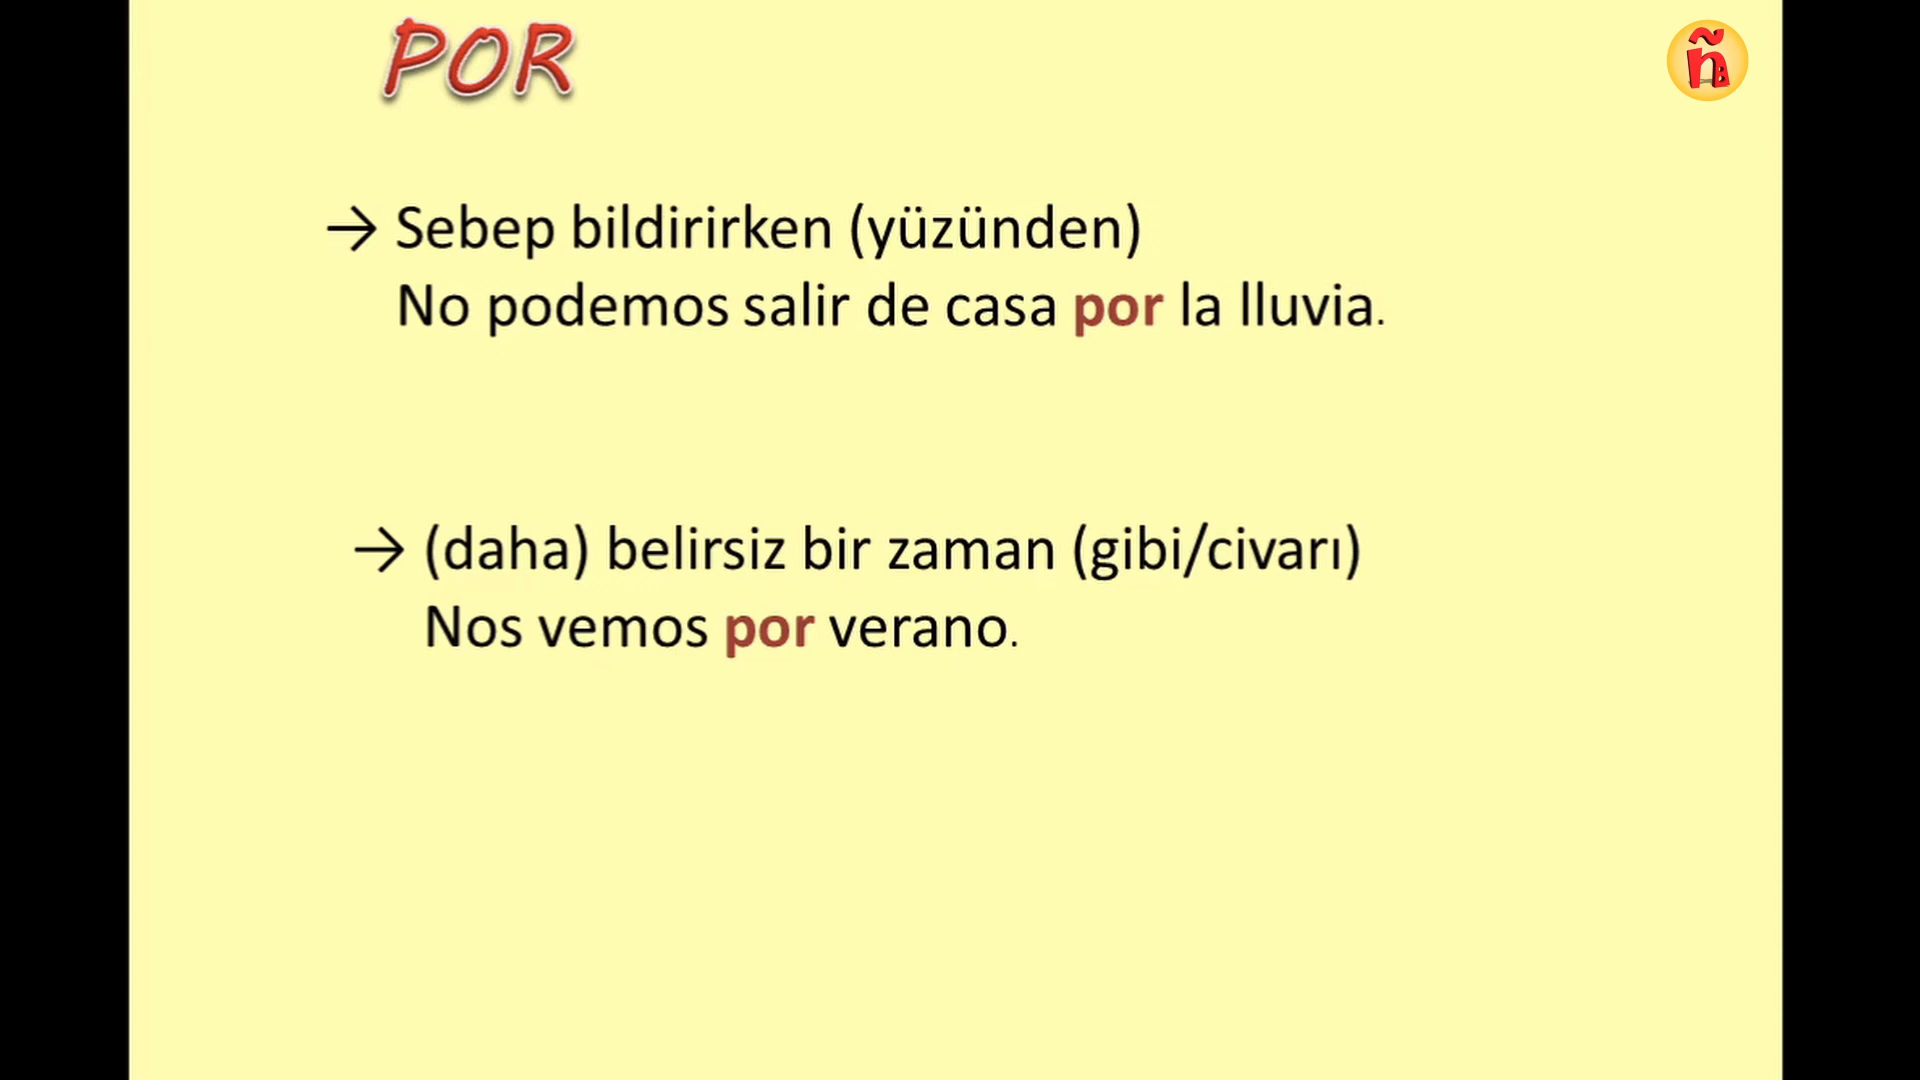 POR
ñ
→ Sebep bildirirken (yüzünden)
No podemos salir de casa por la lluvia.
→ (daha) belirsiz bir zaman (gibi/civarı)
Nos vemos por verano.